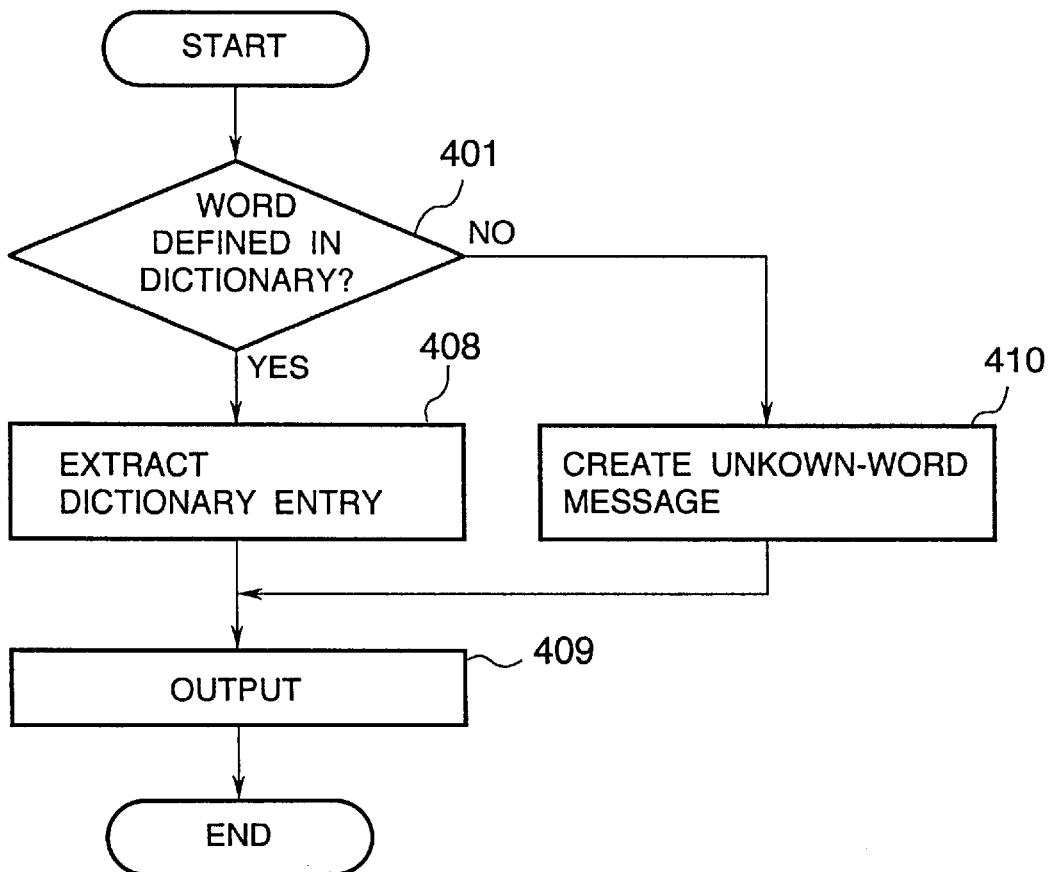 START
401
WORD
DEFINED IN
DICTIONARY?
NO
YES
408
410
EXTRACT
DICTIONARY ENTRY
CREATE UNKOWN-WORD
MESSAGE
409
OUTPUT
END